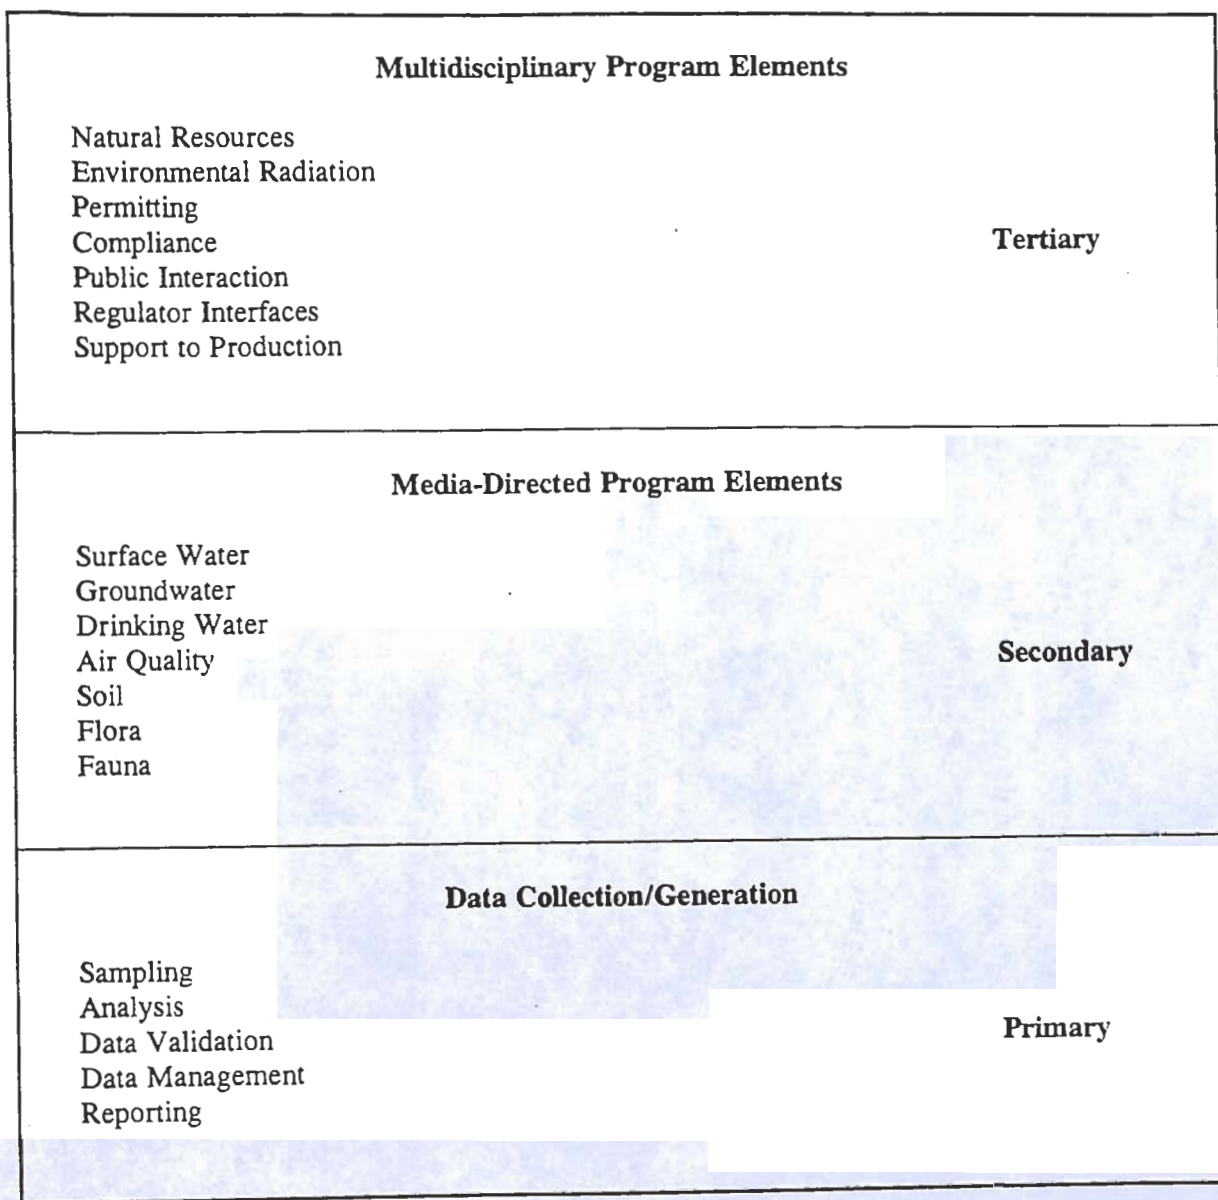 Multidisciplinary Program Elements
Natural Resources
Environmental Radiation
Permitting
Compliance
Tertiary
Public Interaction
Regulator Interfaces
Support to Production
Media-Directed Program Elements
Surface Water
Groundwater
Drinking Water
Air Quality
Secondary
Soil
Flora
Fauna
Data Collection/Generation
Sampling
Analysis
Data Validation
Primary
Data Management
Reporting